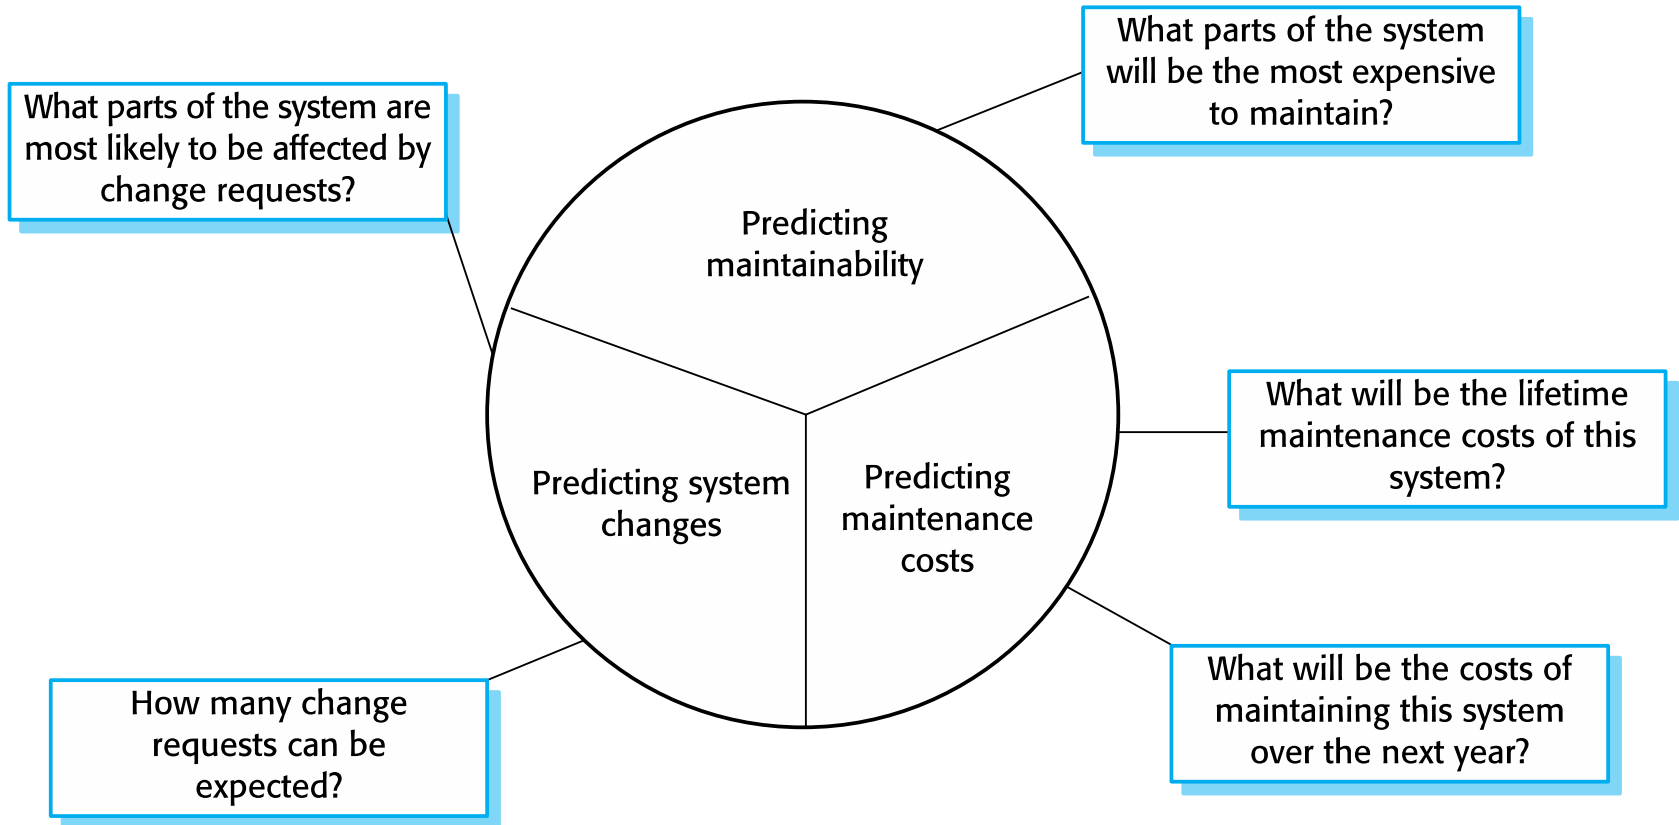 What parts of the system
will be the most expensive
to maintain?
What parts of the system are
most likely to be affected by
change requests?
Predicting
maintainability
What will be the lifetime
maintenance costs of this
system?
Predicting system
changes
Predicting
maintenance
costs
What will be the costs of
maintaining this system
over the next year?
How many change
requests can be
expected?